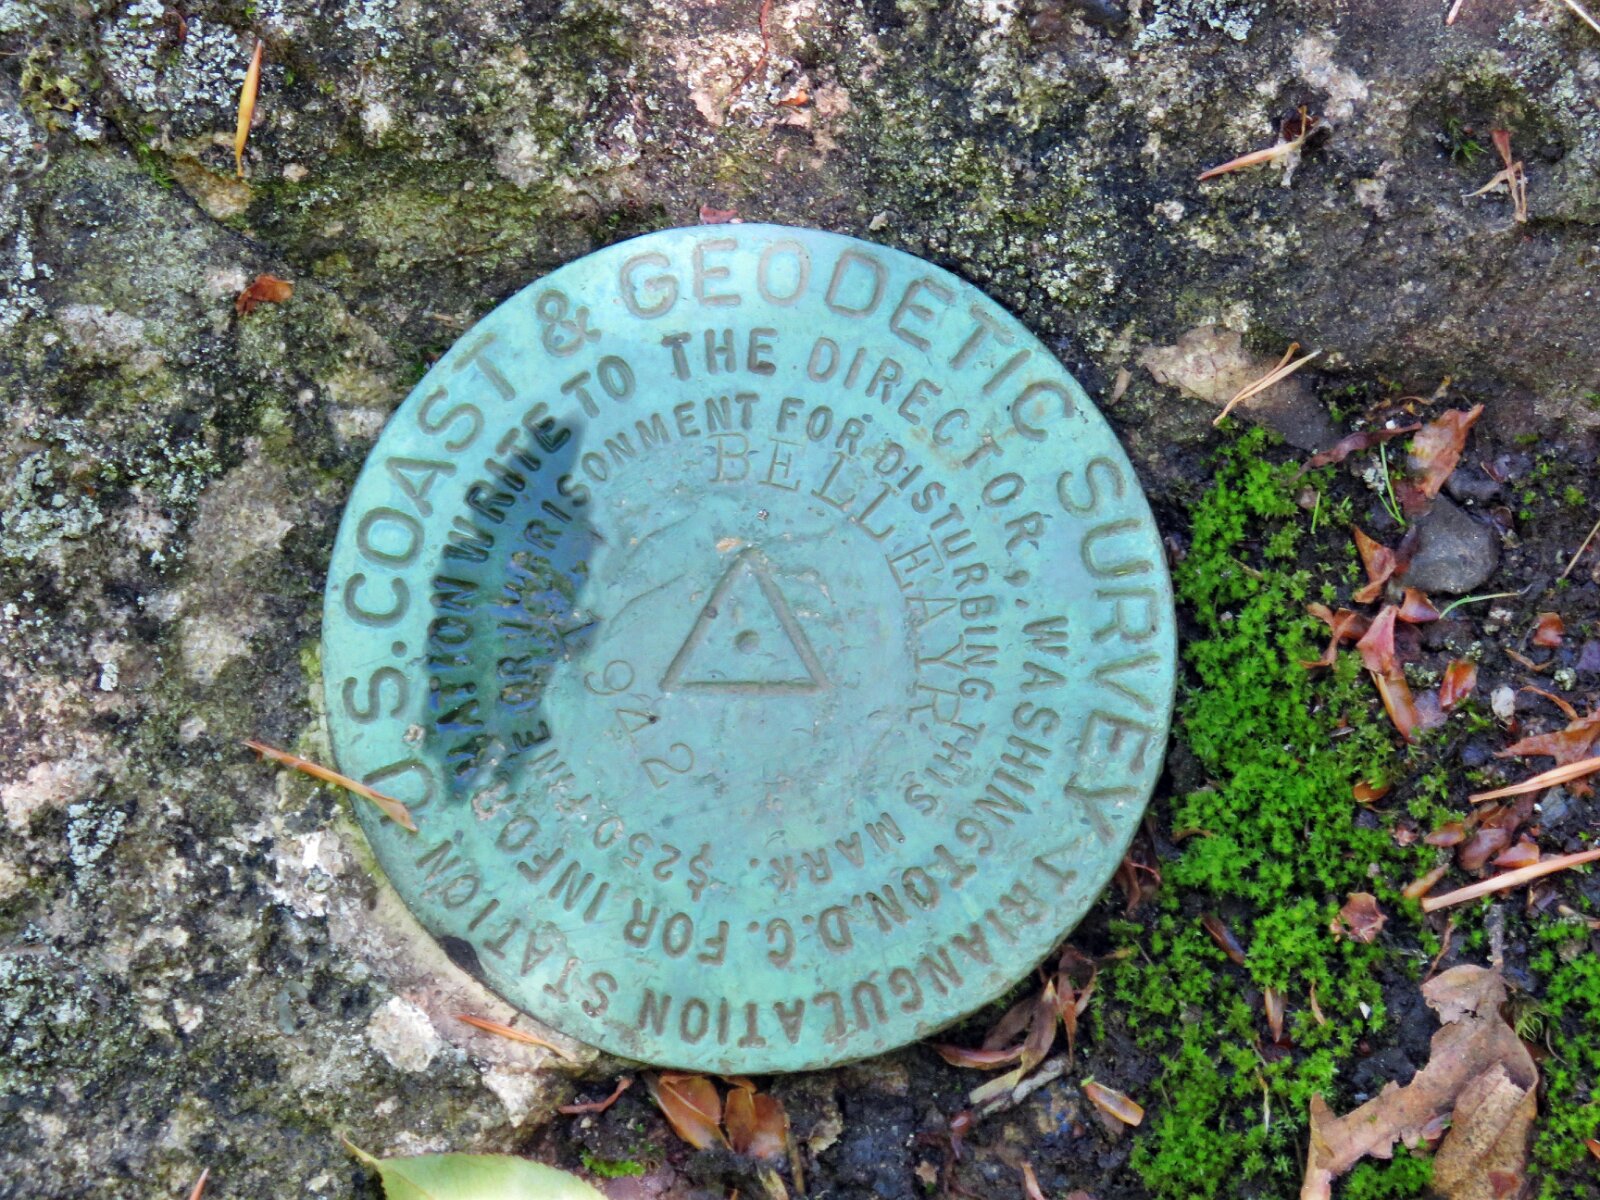 U.S. COAST & GEODETIC SURVEY
TRIANGULATION STATION
FOR INFORMATION WRITE TO THE DIRECTOR, WASHINGTON, D.C.
$250 FINE OR IMPRISONMENT FOR DISTURBING THIS MARK.
BELLEAYR
1942